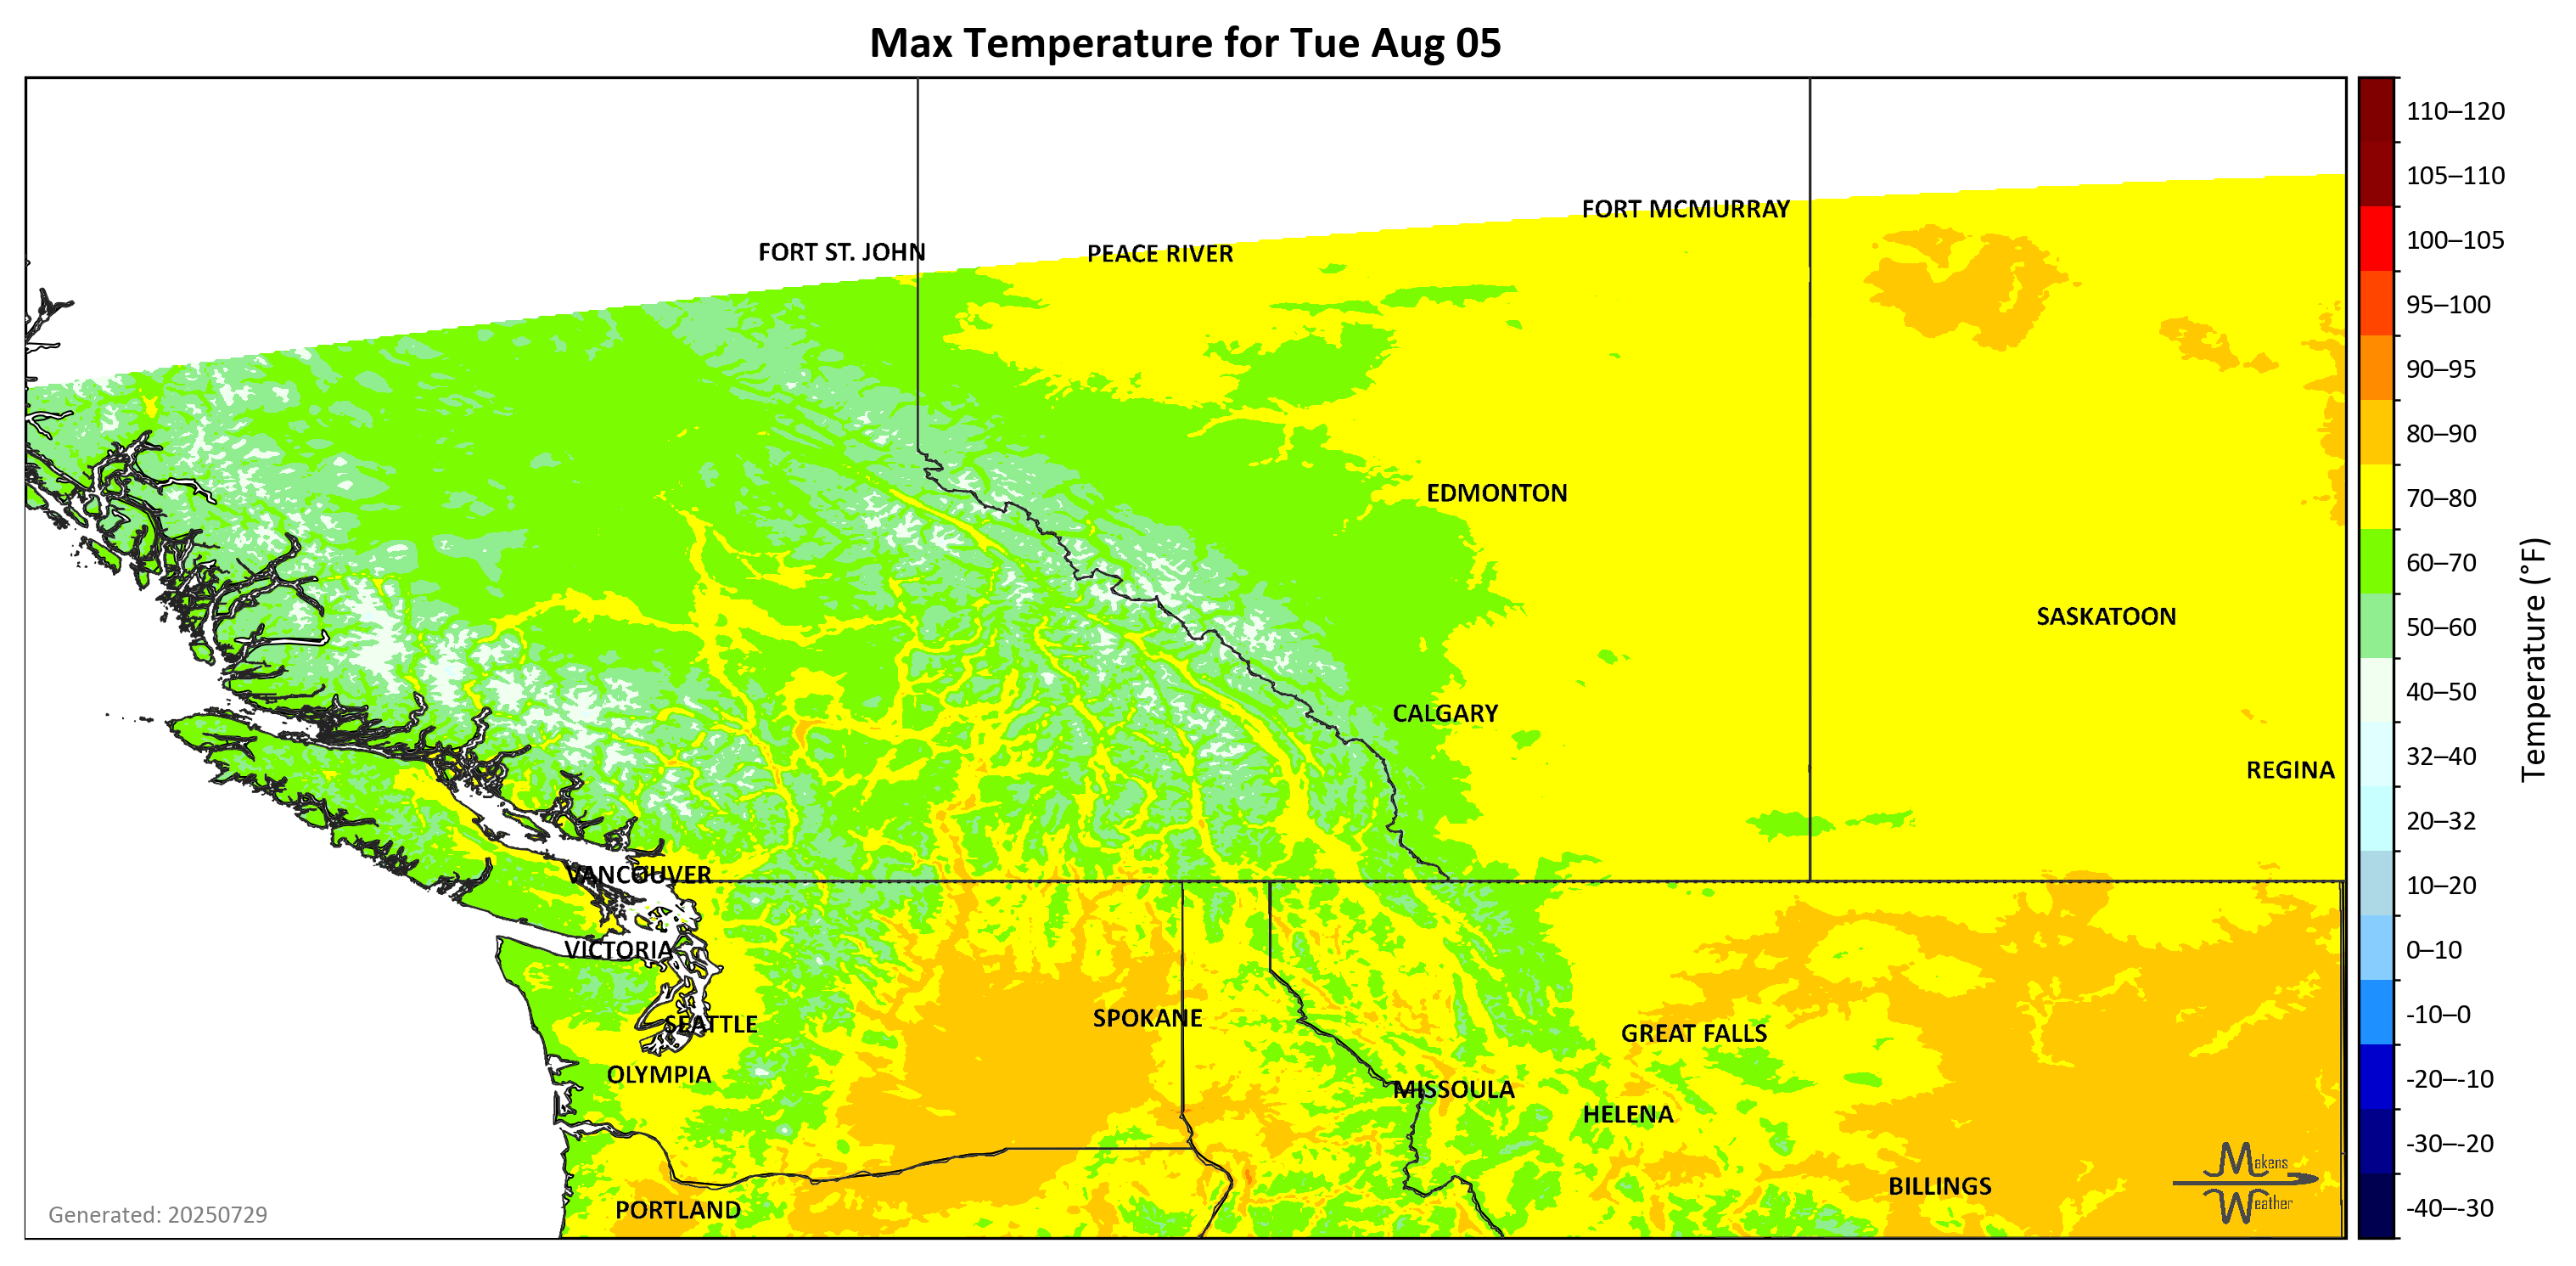 Max Temperature for Tue Aug 05
FORT MCMURRAY
FORT ST. JOHN
PEACE RIVER
EDMONTON
SASKATOON
CALGARY
REGINA
VANCOUVER
VICTORIA
SEATTLE
SPOKANE
GREAT FALLS
OLYMPIA
MISSOULA
HELENA
BILLINGS
PORTLAND
Makens
Weather
Generated: 20250729
110–120
105–110
100–105
95–100
90–95
80–90
70–80
60–70
50–60
40–50
32–40
20–32
10–20
0–10
-10–0
-20–-10
-30–-20
-40–-30
Temperature (°F)